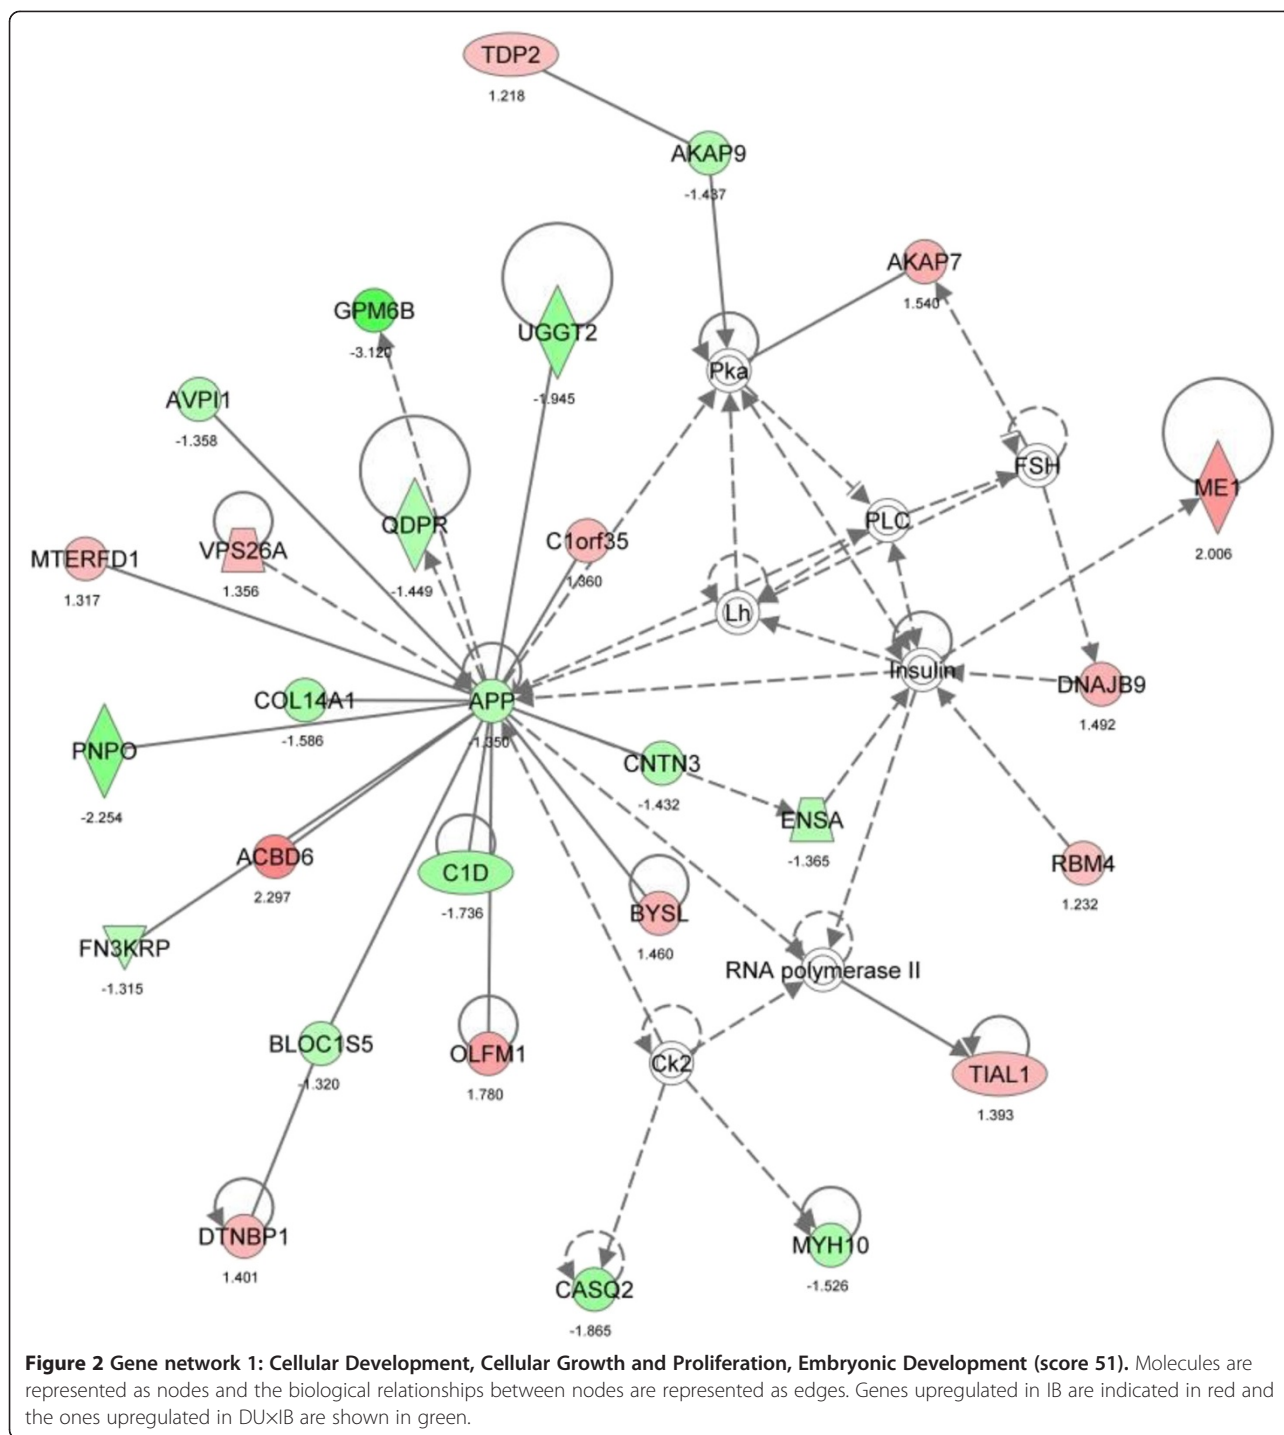 TDP2
1.218
AKAP9
-1.437
AKAP7
1.540
GPM6B
-3.120
UGGT2
-1.945
Pka
AVPI1
-1.358
FSH
ME1
2.006
QDPR
-1.449
PLC
C1orf35
1.360
VPS26A
1.356
MTERFD1
1.317
Lh
Insulin
DNAJB9
1.492
COL14A1
-1.586
APP
-1.350
PNPO
-2.254
CNTN3
-1.432
ENSA
-1.365
ACBD6
2.297
C1D
-1.736
RBM4
1.232
BYSL
1.460
FN3KRP
-1.315
RNA polymerase II
BLOC1S5
-1.320
OLFM1
1.780
Ck2
TIAL1
1.393
DTNBP1
1.401
MYH10
-1.526
CASQ2
-1.865
Figure 2 Gene network 1: Cellular Development, Cellular Growth and Proliferation, Embryonic Development (score 51). Molecules are
represented as nodes and the biological relationships between nodes are represented as edges. Genes upregulated in IB are indicated in red and
the ones upregulated in DU×IB are shown in green.